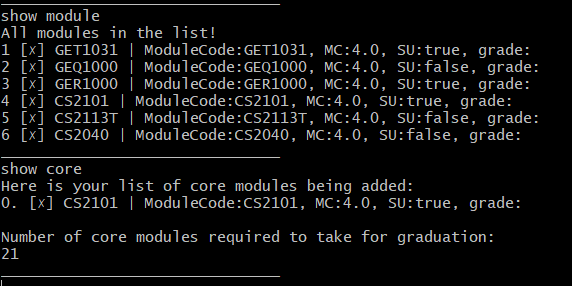 show module
All modules in the list!
1 [✗] GET1031 | ModuleCode:GET1031, MC:4.0, SU:true, grade:
2 [✗] GEQ1000 | ModuleCode:GEQ1000, MC:4.0, SU:false, grade:
3 [✗] GER1000 | ModuleCode:GER1000, MC:4.0, SU:true, grade:
4 [✗] CS2101 | ModuleCode:CS2101, MC:4.0, SU:true, grade:
5 [✗] CS2113T | ModuleCode:CS2113T, MC:4.0, SU:false, grade:
6 [✗] CS2040 | ModuleCode:CS2040, MC:4.0, SU:false, grade:
show core
Here is your list of core modules being added:
0. [✗] CS2101 | ModuleCode:CS2101, MC:4.0, SU:true, grade:
Number of core modules required to take for graduation:
21